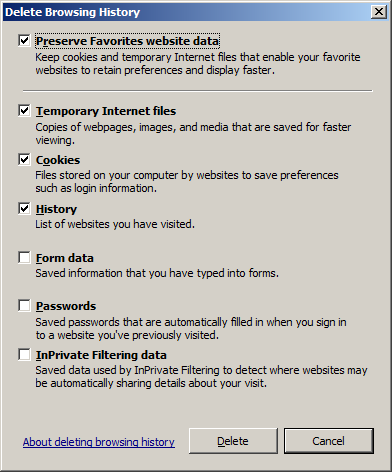 Delete Browsing History
Preserve Favorites website data
Keep cookies and temporary Internet files that enable your favorite
websites to retain preferences and display faster.
Temporary Internet files
Copies of webpages, images, and media that are saved for faster
viewing.
Cookies
Files stored on your computer by websites to save preferences
such as login information.
History
List of websites you have visited.
Form data
Saved information that you have typed into forms.
Passwords
Saved passwords that are automatically filled in when you sign in
to a website you've previously visited.
InPrivate Filtering data
Saved data used by InPrivate Filtering to detect where websites may
be automatically sharing details about your visit.
About deleting browsing history
Delete
Cancel